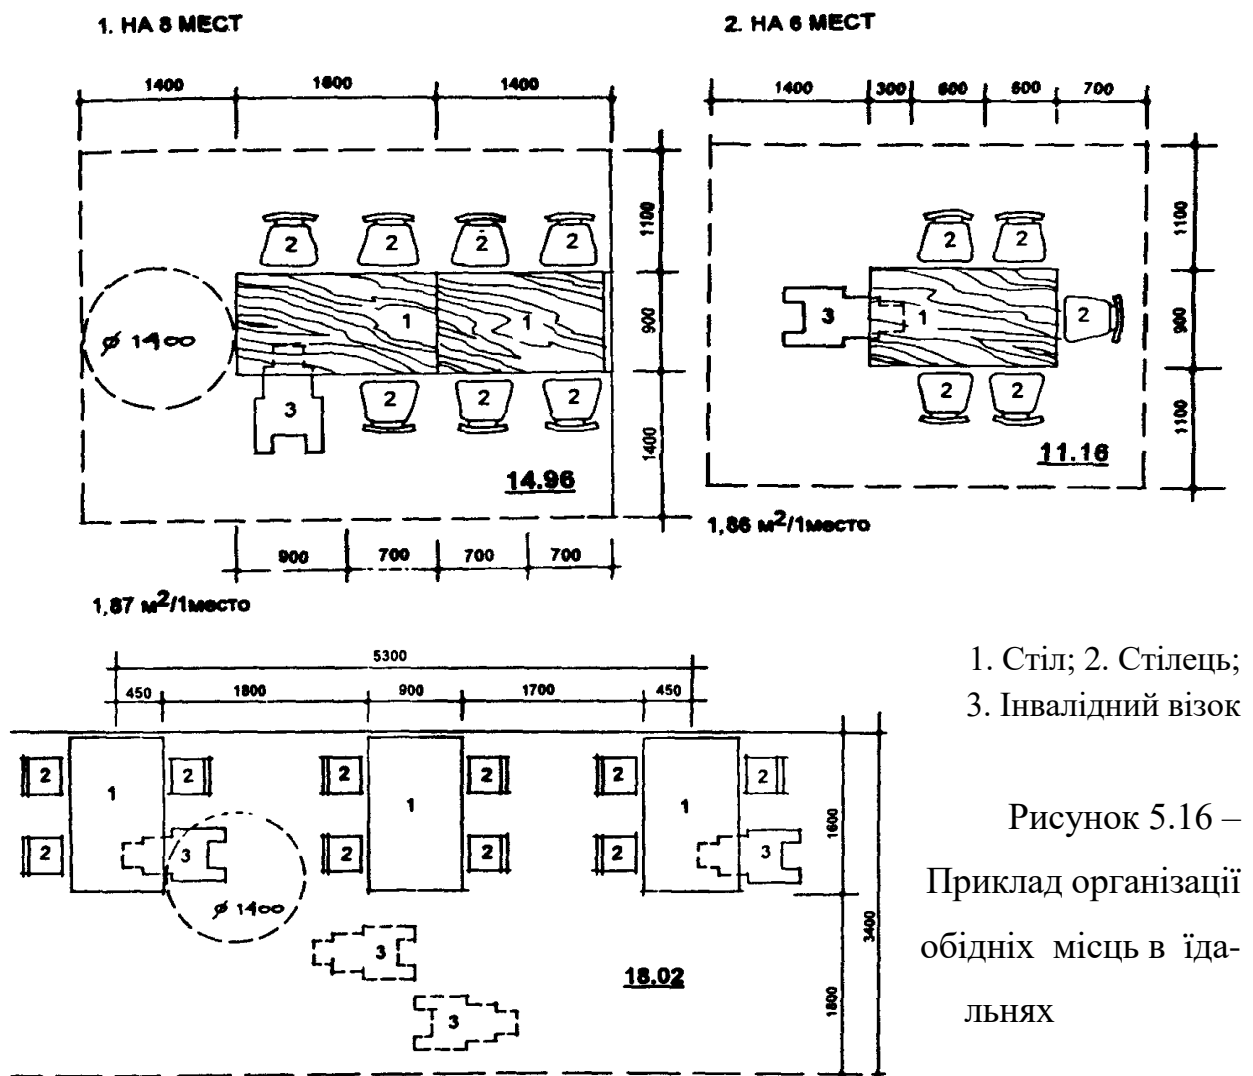 1. НА 8 МЕСТ
1400 1600 1400
1100
900
1400
2 2 2 2
1 1
ø 1400
3 2 2 2
14.96
900 700 700 700
1,87 м²/1место
2. НА 6 МЕСТ
1400 300 600 600 700
1100
900
1100
2 2
3 1 2
2 2
11.16
1,86 м²/1место
5300
450 1800 900 1700 450
2 2 2 2 2 2
1 1 1
2 3 2 2 2 3
ø 1400
3
3
18.02
1600
1800
3400
1. Стіл; 2. Стілець;
3. Інвалідний візок
Рисунок 5.16 –
Приклад організації
обідніх місць в їда-
льнях